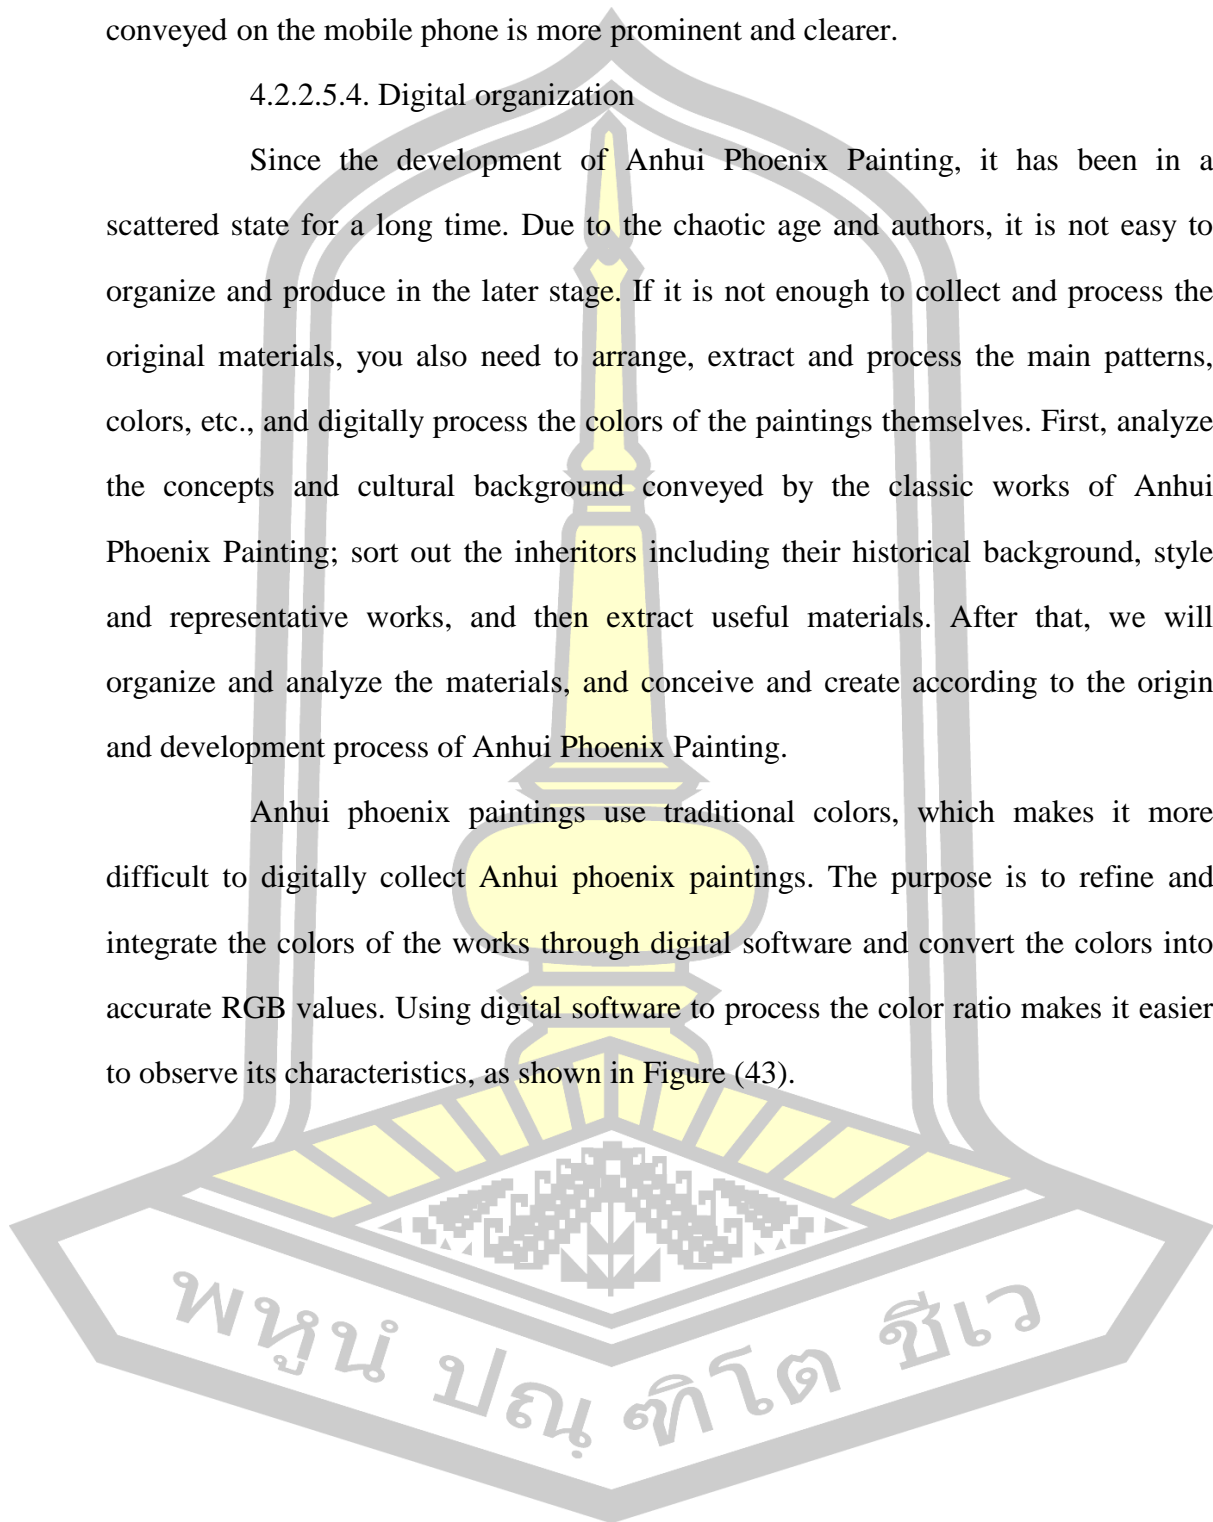 conveyed on the mobile phone is more prominent and clearer.
4.2.2.5.4. Digital organization
Since the development of Anhui Phoenix Painting, it has been in a
scattered state for a long time. Due to the chaotic age and authors, it is not easy to
organize and produce in the later stage. If it is not enough to collect and process the
original materials, you also need to arrange, extract and process the main patterns,
colors, etc., and digitally process the colors of the paintings themselves. First, analyze
the concepts and cultural background conveyed by the classic works of Anhui
Phoenix Painting; sort out the inheritors including their historical background, style
and representative works, and then extract useful materials. After that, we will
organize and analyze the materials, and conceive and create according to the origin
and development process of Anhui Phoenix Painting.
Anhui phoenix paintings use traditional colors, which makes it more
difficult to digitally collect Anhui phoenix paintings. The purpose is to refine and
integrate the colors of the works through digital software and convert the colors into
accurate RGB values. Using digital software to process the color ratio makes it easier
to observe its characteristics, as shown in Figure (43).
พหูนํ ปณฺ ฑิโต ชีเว